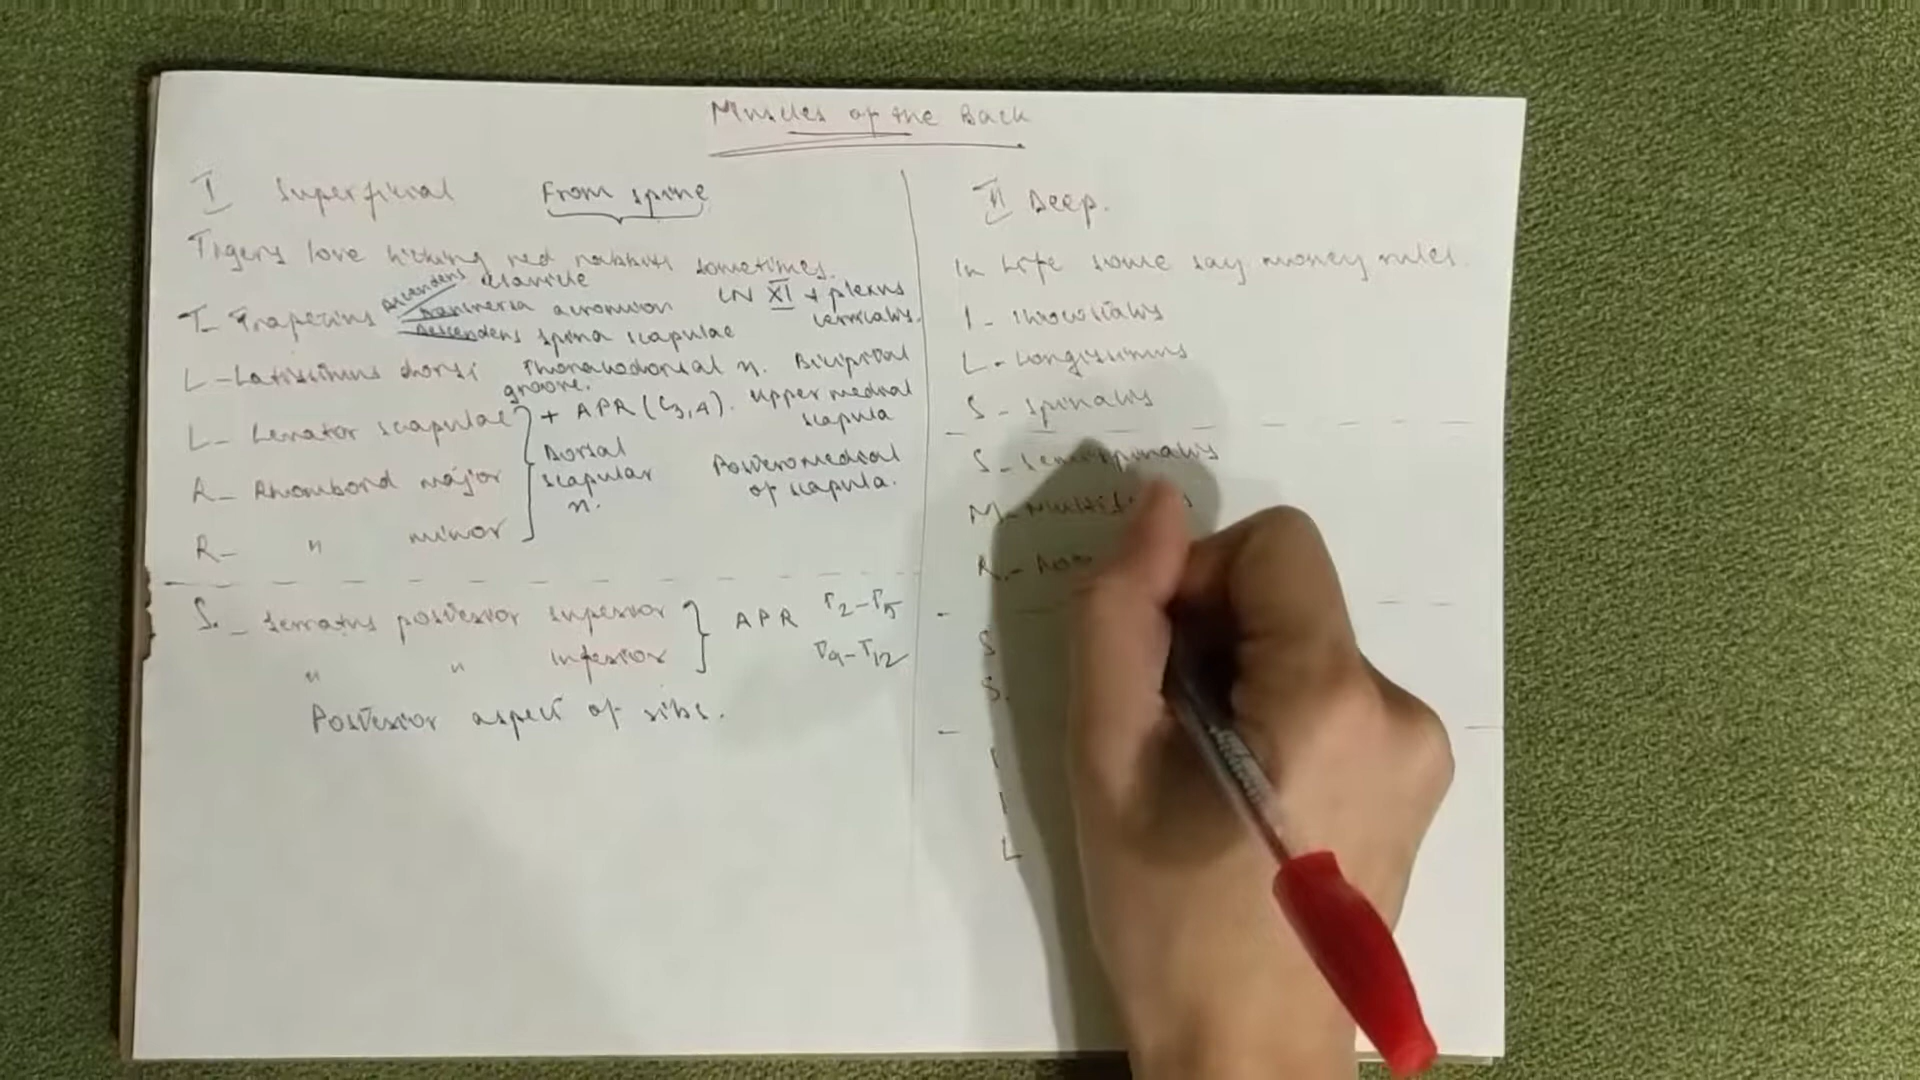 Muscles of the Back
I Superficial From spine
Tigers love kicking red rabbits sometimes.
T- Trapezius Ascendens clavicle CN XI + plexus
Transversa acromion cervicalis.
Descendens spina scapulae
L-Latissimus dorsi Thoracodorsal n. Bicipital
groove.
L- Levator scapulae + APR (C3,4). Upper medial
scapula
R- Rhomboid major Dorsal
scapular
n. Posteromedial
of scapula.
R- " minor
S.- Serratus posterior superior APR T2-T5
" " Inferior T9-T12
Posterior aspect of ribs.
II Deep.
In Life some say money rules.
I- Iliocostalis
L- Longissimus
S- Spinalis
S- Semispinalis
M-
R.-
S
S.
I
I
L